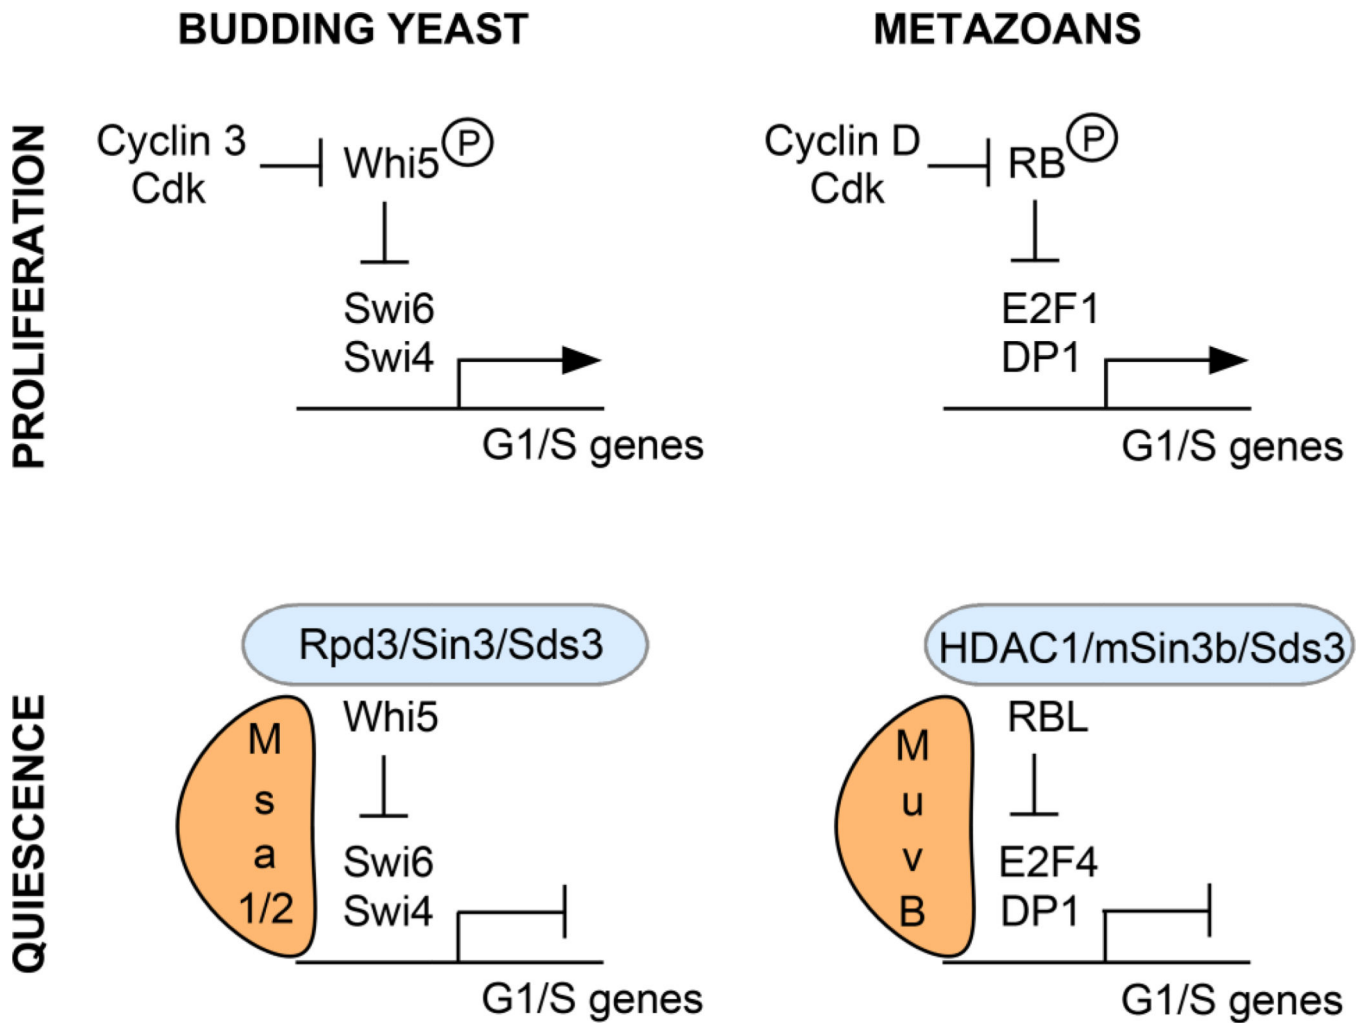 BUDDING YEAST
METAZOANS
PROLIFERATION
Cyclin 3
Cdk
Whi5
P
Swi6
Swi4
G1/S genes
Cyclin D
Cdk
RB
P
E2F1
DP1
G1/S genes
QUIESCENCE
Rpd3/Sin3/Sds3
M
s
a
1/2
Whi5
Swi6
Swi4
G1/S genes
HDAC1/mSin3b/Sds3
M
u
v
B
RBL
E2F4
DP1
G1/S genes